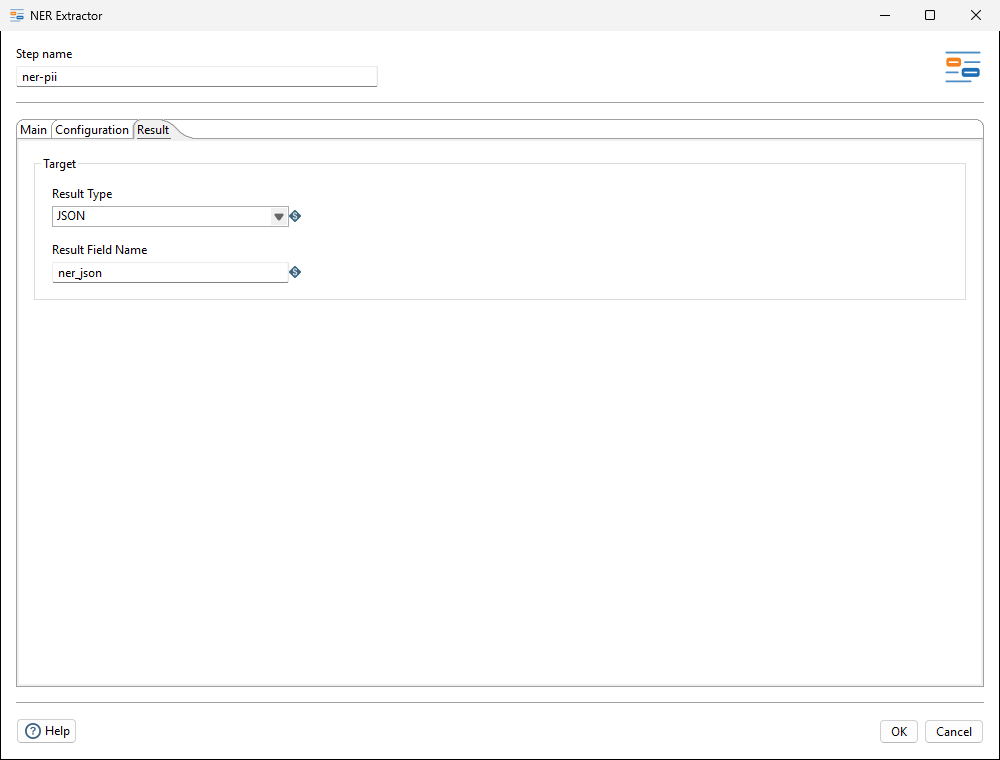 NER Extractor
Step name
ner-pii
Main Configuration Result
Target
Result Type
JSON
Result Field Name
ner_json
Help OK Cancel